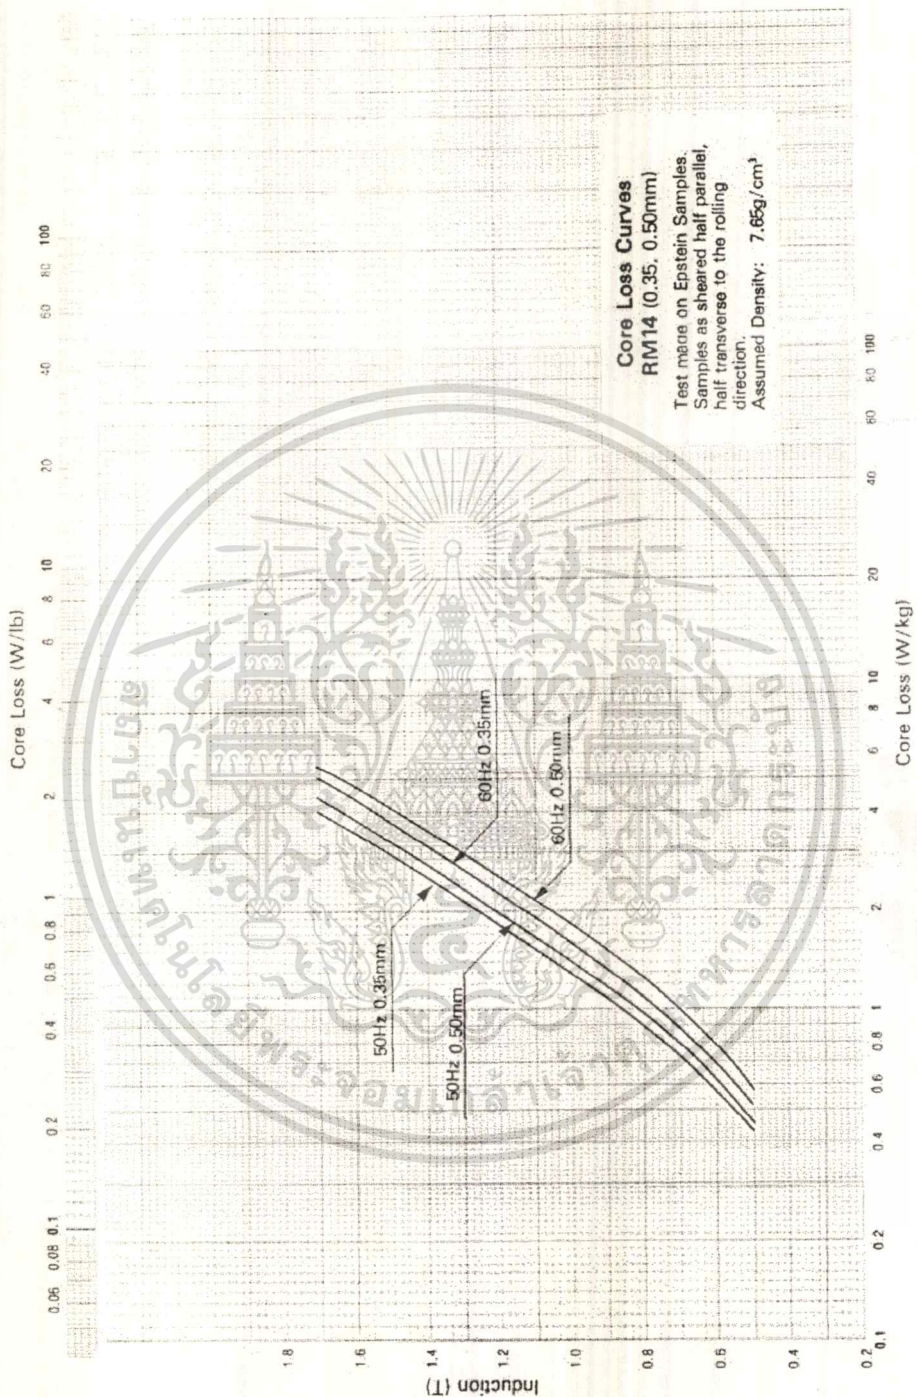 Core Loss (W/lb)
0.06 0.08 0.1 0.2 0.4 0.6 0.8 1 2 4 6 8 10 20 40 60 80 100
Induction (T)
1.8
1.6
1.4
1.2
1.0
0.8
0.6
0.4
0.2
50Hz 0.35mm
50Hz 0.50mm
60Hz 0.35mm
60Hz 0.50mm
Core Loss Curves
RM14 (0.35, 0.50mm)
Test made on Epstein Samples.
Samples as sheared half parallel,
half transverse to the rolling
direction.
Assumed Density: 7.65g/cm³
0.1 0.2 0.4 0.6 0.8 1 2 4 6 8 10 20 40 60 80 100
Core Loss (W/kg)